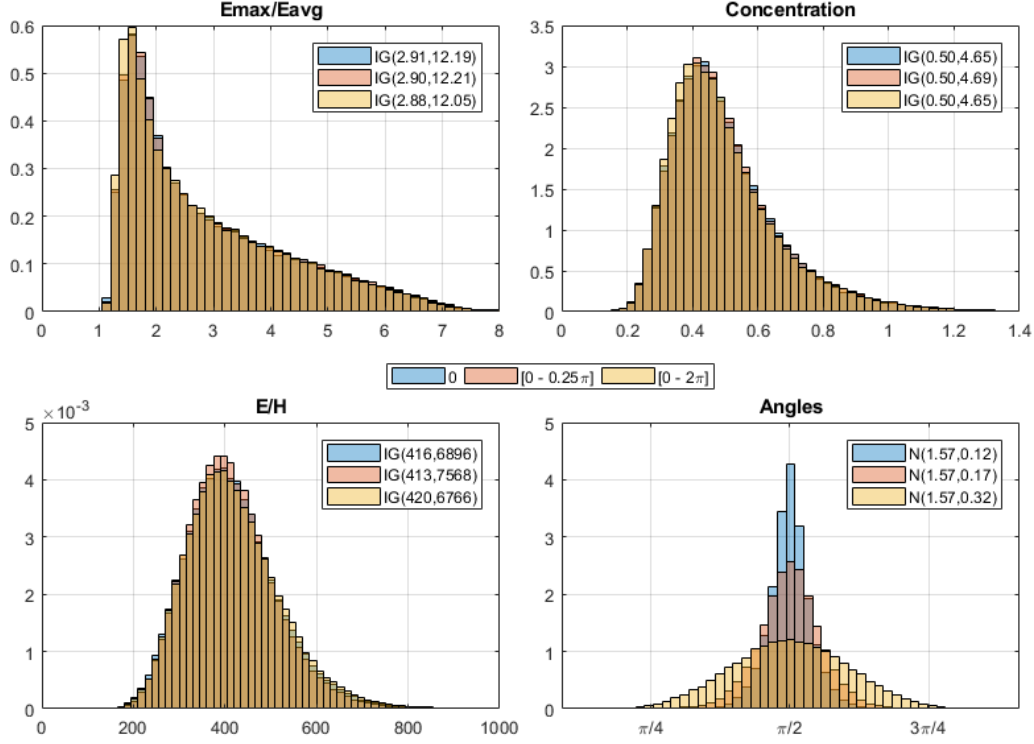 Emax/Eavg
0.6
0.5
0.4
0.3
0.2
0.1
0
0 1 2 3 4 5 6 7 8
IG(2.91,12.19)
IG(2.90,12.21)
IG(2.88,12.05)
Concentration
3.5
3
2.5
2
1.5
1
0.5
0
0 0.2 0.4 0.6 0.8 1 1.2 1.4
IG(0.50,4.65)
IG(0.50,4.69)
IG(0.50,4.65)
0 [0 - 0.25π] [0 - 2π]
E/H
×10⁻³
5
4
3
2
1
0
0 200 400 600 800 1000
IG(416,6896)
IG(413,7568)
IG(420,6766)
Angles
5
4
3
2
1
0
π/4 π/2 3π/4
N(1.57,0.12)
N(1.57,0.17)
N(1.57,0.32)